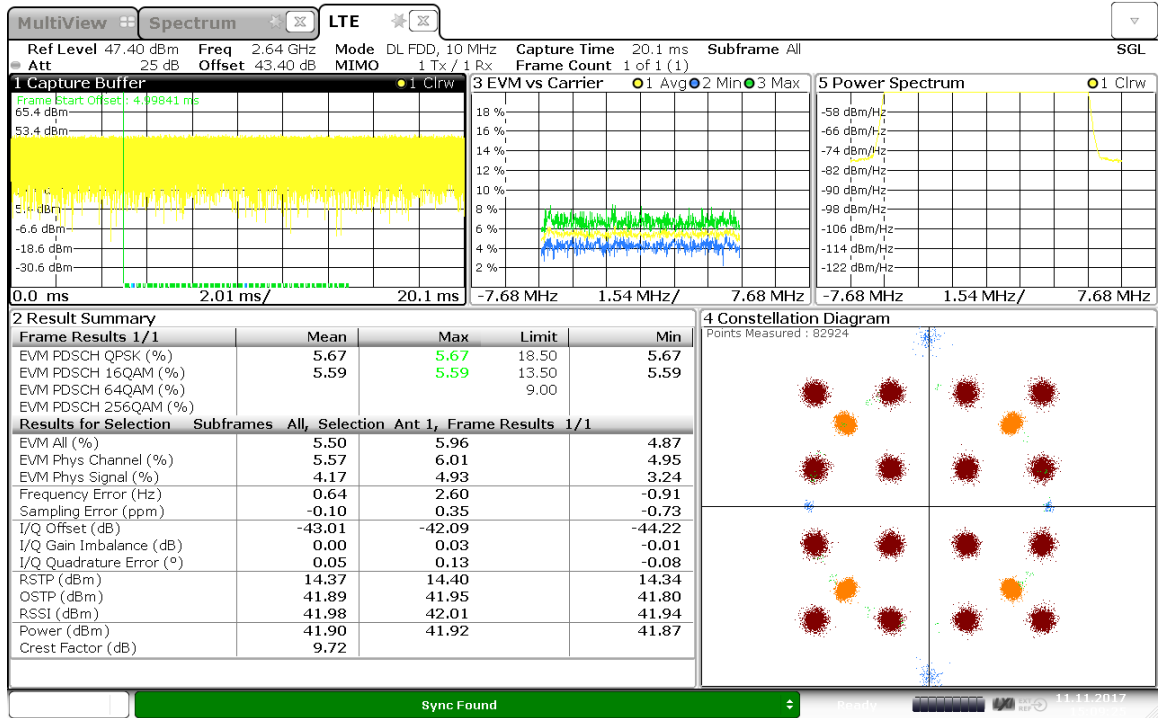 MultiView Spectrum LTE
Ref Level 47.40 dBm Freq 2.64 GHz Mode DL FDD, 10 MHz Capture Time 20.1 ms Subframe All SGL
Att 25 dB Offset 43.40 dB MIMO 1 Tx / 1 Rx Frame Count 1 of 1 (1)
1 Capture Buffer 1 Clrw
Frame Start Offset : 4.99841 ms
65.4 dBm
53.4 dBm
5.4 dBm
-6.6 dBm
-18.6 dBm
-30.6 dBm
0.0 ms 2.01 ms/ 20.1 ms
3 EVM vs Carrier 1 Avg 2 Min 3 Max
18 %
16 %
14 %
12 %
10 %
8 %
6 %
4 %
2 %
-7.68 MHz 1.54 MHz/ 7.68 MHz
5 Power Spectrum 1 Clrw
-58 dBm/Hz
-66 dBm/Hz
-74 dBm/Hz
-82 dBm/Hz
-90 dBm/Hz
-98 dBm/Hz
-106 dBm/Hz
-114 dBm/Hz
-122 dBm/Hz
-7.68 MHz 1.54 MHz/ 7.68 MHz
2 Result Summary
Frame Results 1/1 Mean Max Limit Min
EVM PDSCH QPSK (%) 5.67 5.67 18.50 5.67
EVM PDSCH 16QAM (%) 5.59 5.59 13.50 5.59
EVM PDSCH 64QAM (%) 9.00
EVM PDSCH 256QAM (%)
Results for Selection Subframes All, Selection Ant 1, Frame Results 1/1
EVM All (%) 5.50 5.96 4.87
EVM Phys Channel (%) 5.57 6.01 4.95
EVM Phys Signal (%) 4.17 4.93 3.24
Frequency Error (Hz) 0.64 2.60 -0.91
Sampling Error (ppm) -0.10 0.35 -0.73
I/Q Offset (dB) -43.01 -42.09 -44.22
I/Q Gain Imbalance (dB) 0.00 0.03 -0.01
I/Q Quadrature Error (°) 0.05 0.13 -0.08
RSTP (dBm) 14.37 14.40 14.34
OSTP (dBm) 41.89 41.95 41.80
RSSI (dBm) 41.98 42.01 41.94
Power (dBm) 41.90 41.92 41.87
Crest Factor (dB) 9.72
4 Constellation Diagram
Points Measured : 82924
Sync Found
Ready
LXI
11.11.2017